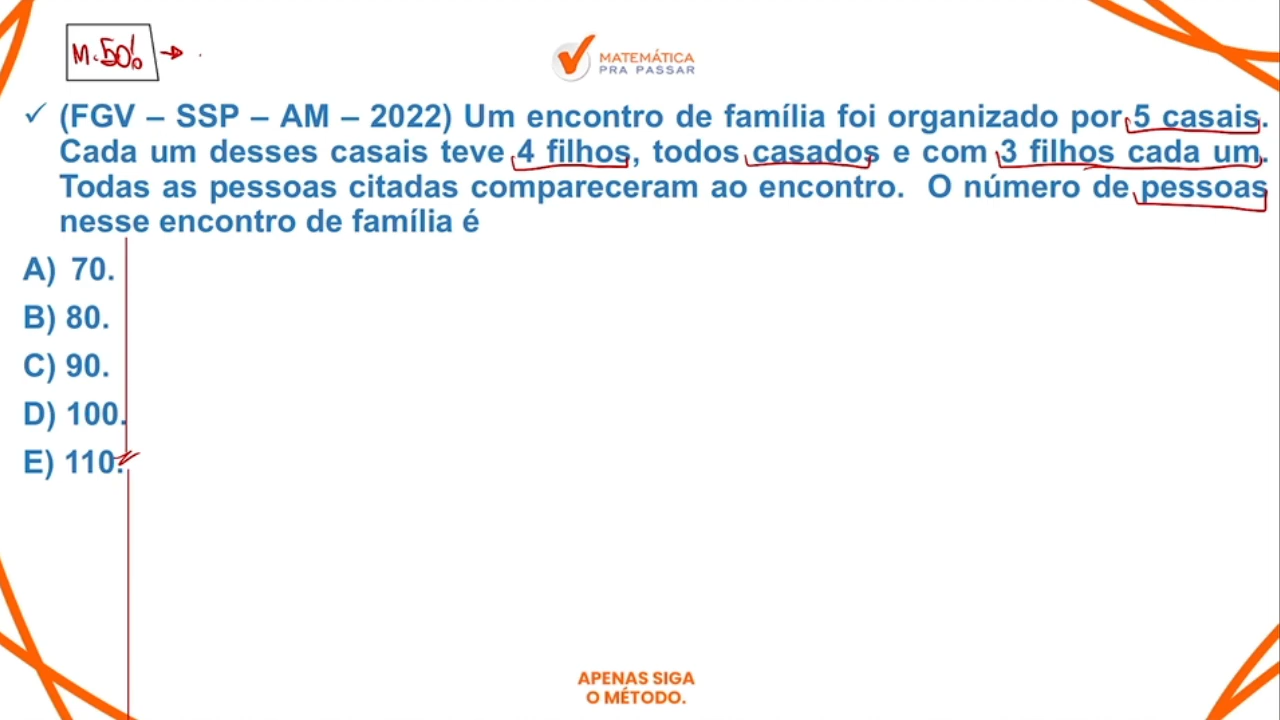 M.50%
MATEMÁTICA
PRA PASSAR
✓ (FGV – SSP – AM – 2022) Um encontro de família foi organizado por 5 casais.
Cada um desses casais teve 4 filhos, todos casados e com 3 filhos cada um.
Todas as pessoas citadas compareceram ao encontro. O número de pessoas
nesse encontro de família é
A) 70.
B) 80.
C) 90.
D) 100.
E) 110.
APENAS SIGA
O MÉTODO.